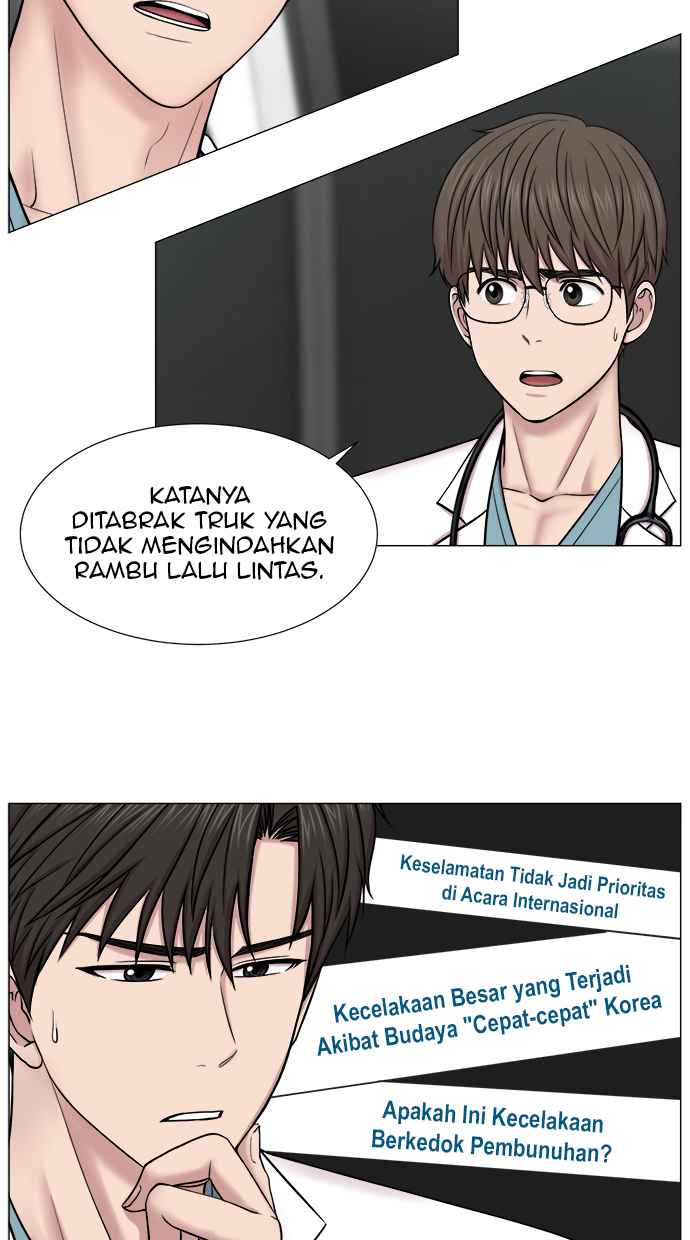 KATANYA
DITABRAK TRUK YANG
TIDAK MENGINDAHKAN
RAMBU LALU LINTAS.
Keselamatan Tidak Jadi Prioritas
di Acara Internasional
Kecelakaan Besar yang Terjadi
Akibat Budaya "Cepat-cepat" Korea
Apakah Ini Kecelakaan
Berkedok Pembunuhan?